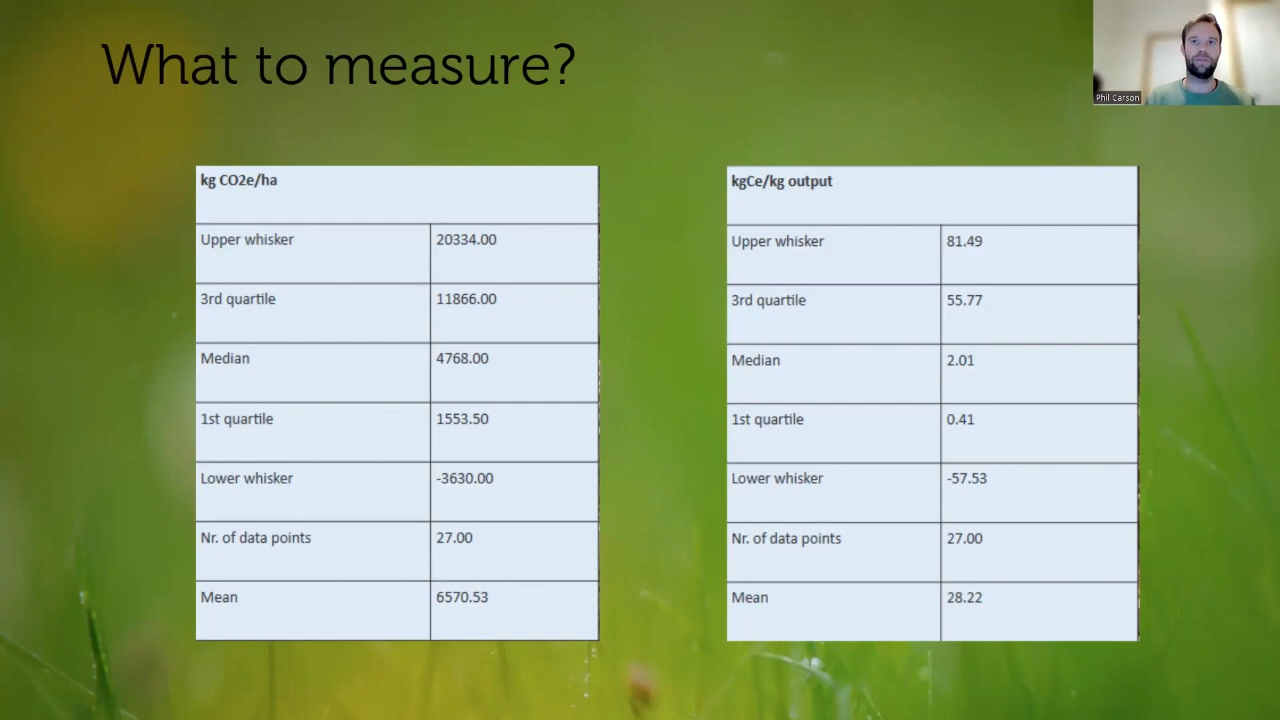 What to measure?
Phil Carson
kg CO2e/ha
Upper whisker 20334.00
3rd quartile 11866.00
Median 4768.00
1st quartile 1553.50
Lower whisker -3630.00
Nr. of data points 27.00
Mean 6570.53
kgCe/kg output
Upper whisker 81.49
3rd quartile 55.77
Median 2.01
1st quartile 0.41
Lower whisker -57.53
Nr. of data points 27.00
Mean 28.22